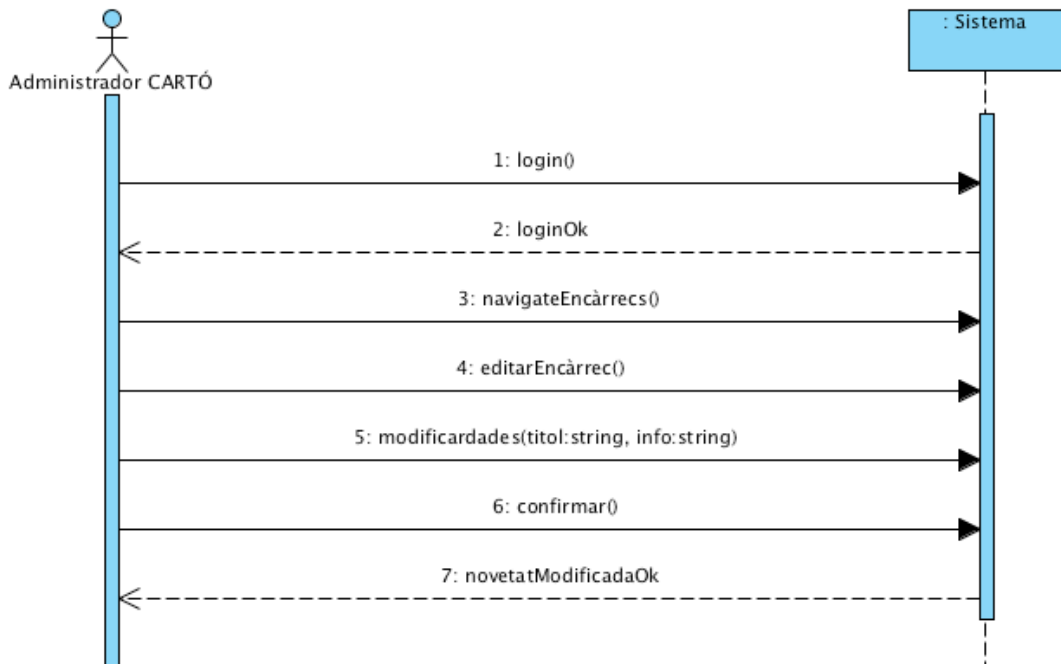 : Sistema
Administrador CARTÓ
1: login()
2: loginOk
3: navigateEncàrrecs()
4: editarEncàrrec()
5: modificardades(titol:string, info:string)
6: confirmar()
7: novetatModificadaOk